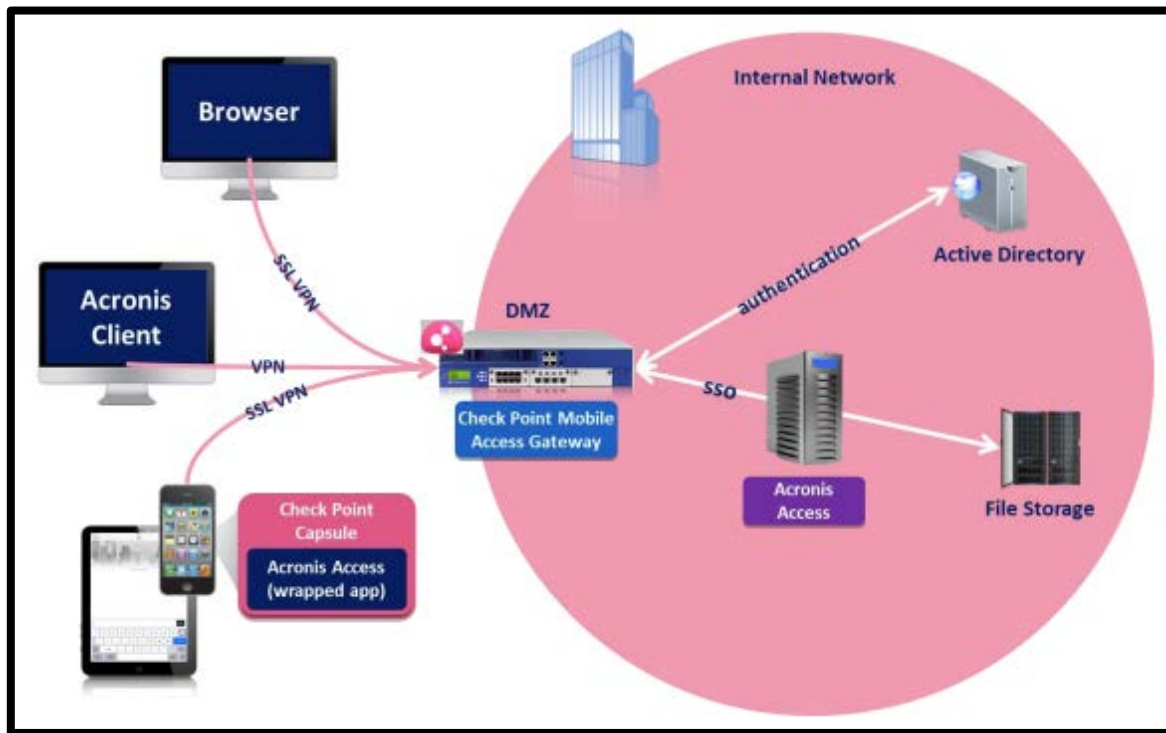 Browser
Internal Network
SSL VPN
authentication
Active Directory
Acronis
Client
DMZ
VPN
SSL VPN
Check Point Mobile
Access Gateway
SSO
Acronis
Access
File Storage
Check Point
Capsule
Acronis Access
(wrapped app)